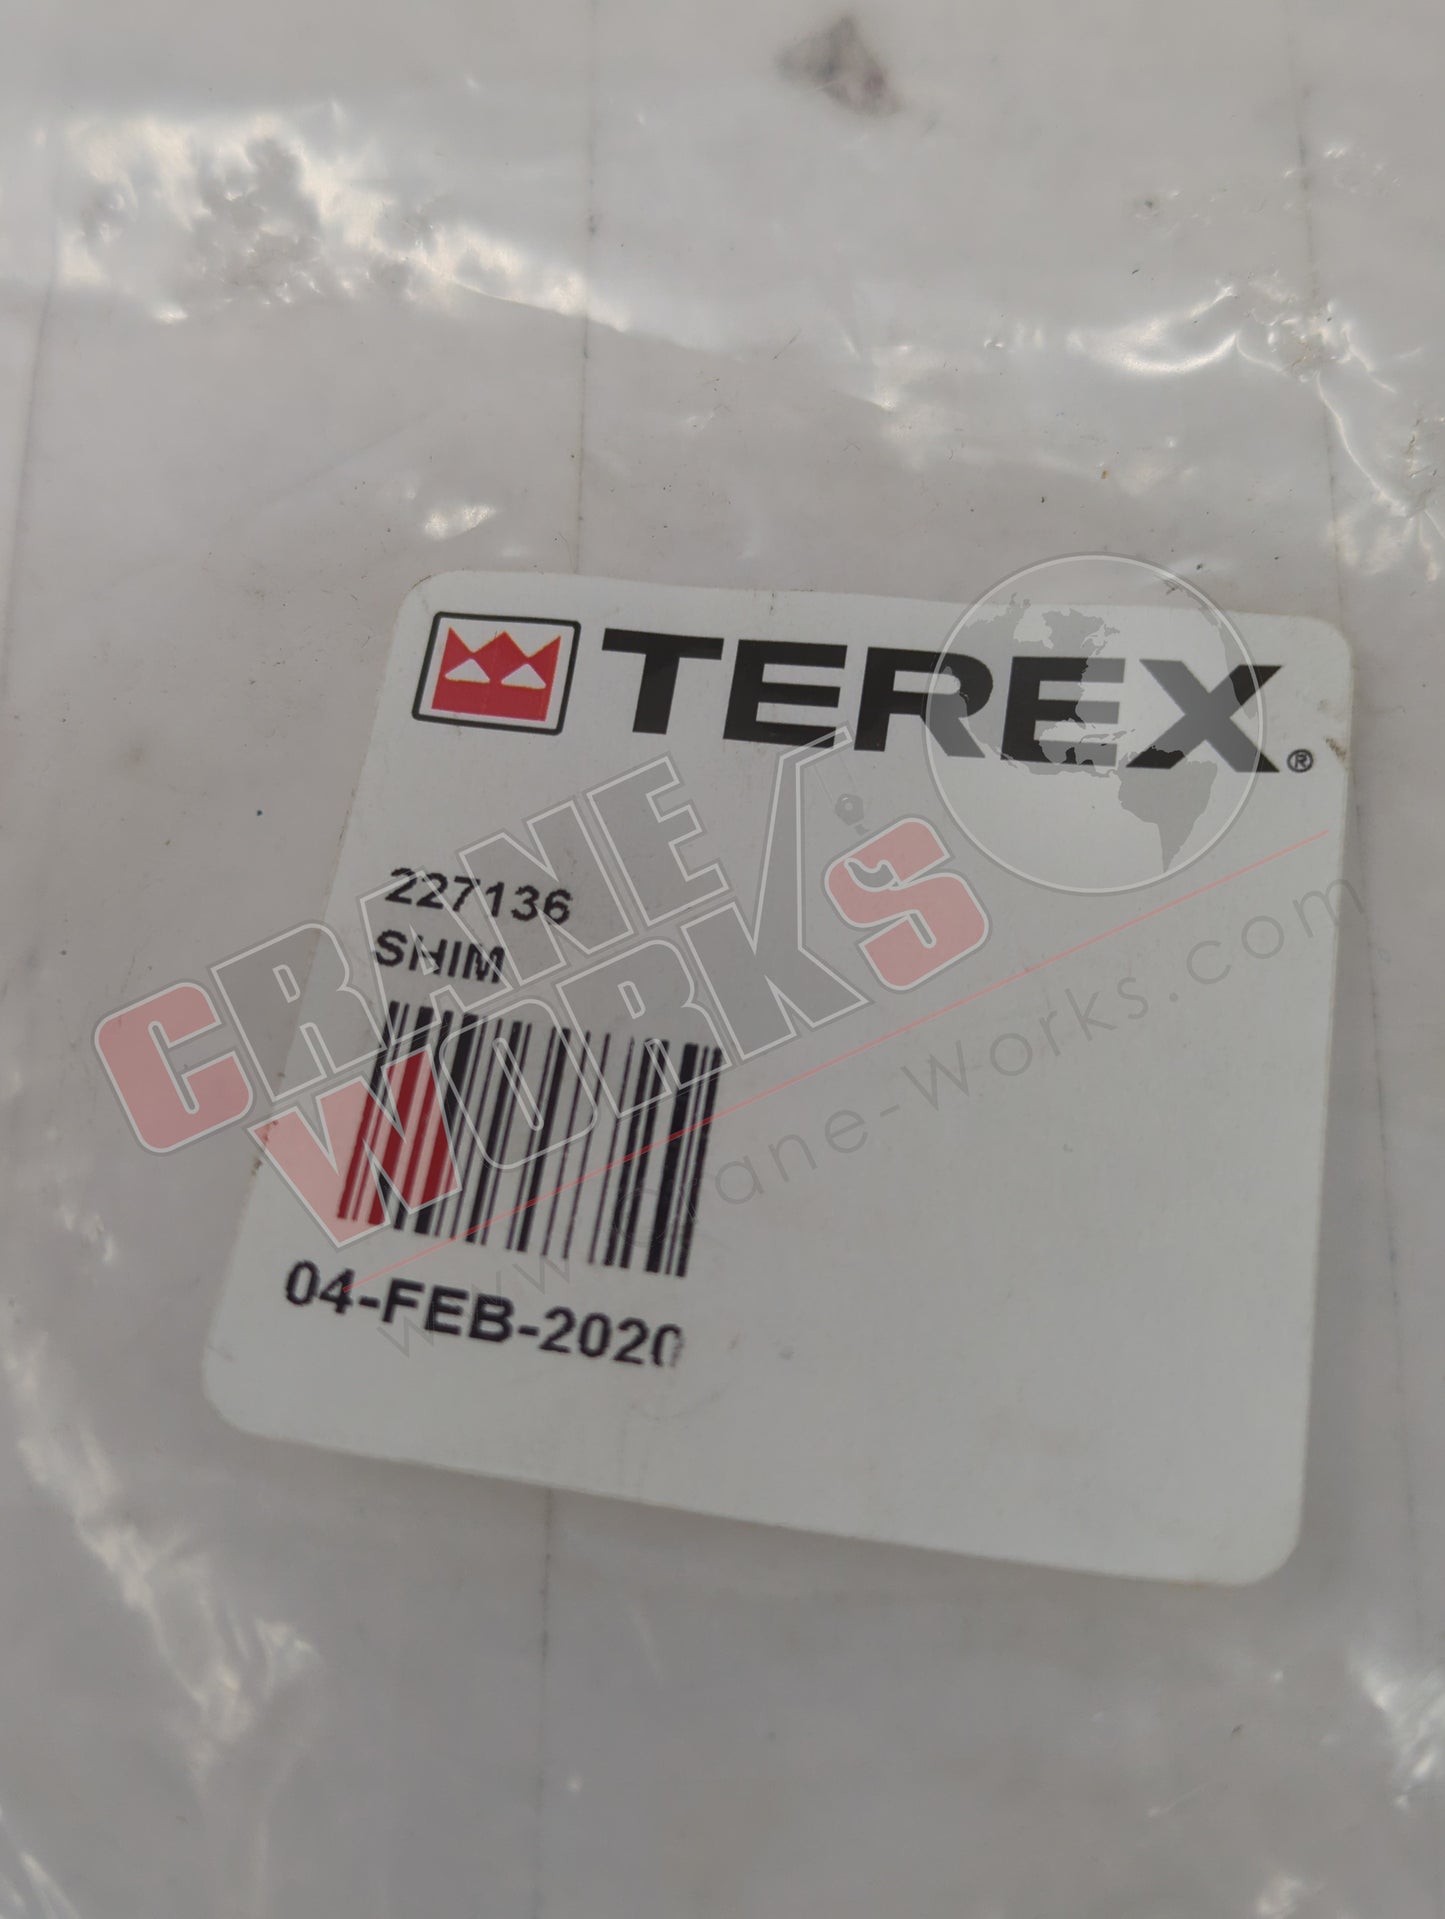 TEREX®
227136
SHIM
04-FEB-2020
CRANE
WORKS
www.crane-works.com